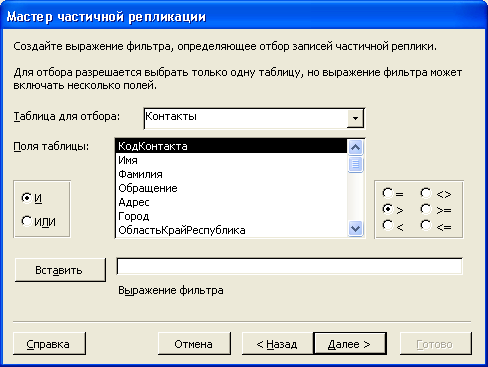 Мастер частичной репликации
Создайте выражение фильтра, определяющее отбор записей частичной реплики.
Для отбора разрешается выбрать только одну таблицу, но выражение фильтра может
включать несколько полей.
Таблица для отбора: Контакты
Поля таблицы: КодКонтакта
Имя
Фамилия
Обращение
Адрес
Город
ОбластьКрайРеспублика
И
ИЛИ
= <>
> >=
< <=
Вставить
Выражение фильтра
Справка Отмена < Назад Далее > Готово